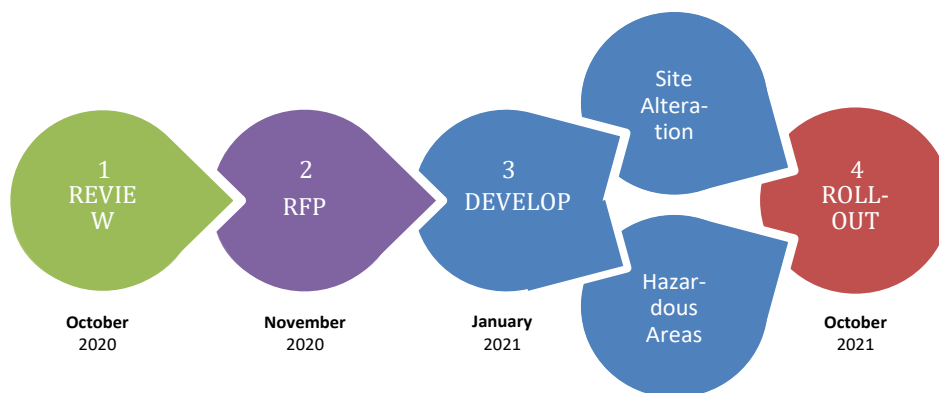 1
REVIE
W
2
RFP
3
DEVELOP
Site
Altera-
tion
Hazar-
dous
Areas
4
ROLL-
OUT
October
2020
November
2020
January
2021
October
2021